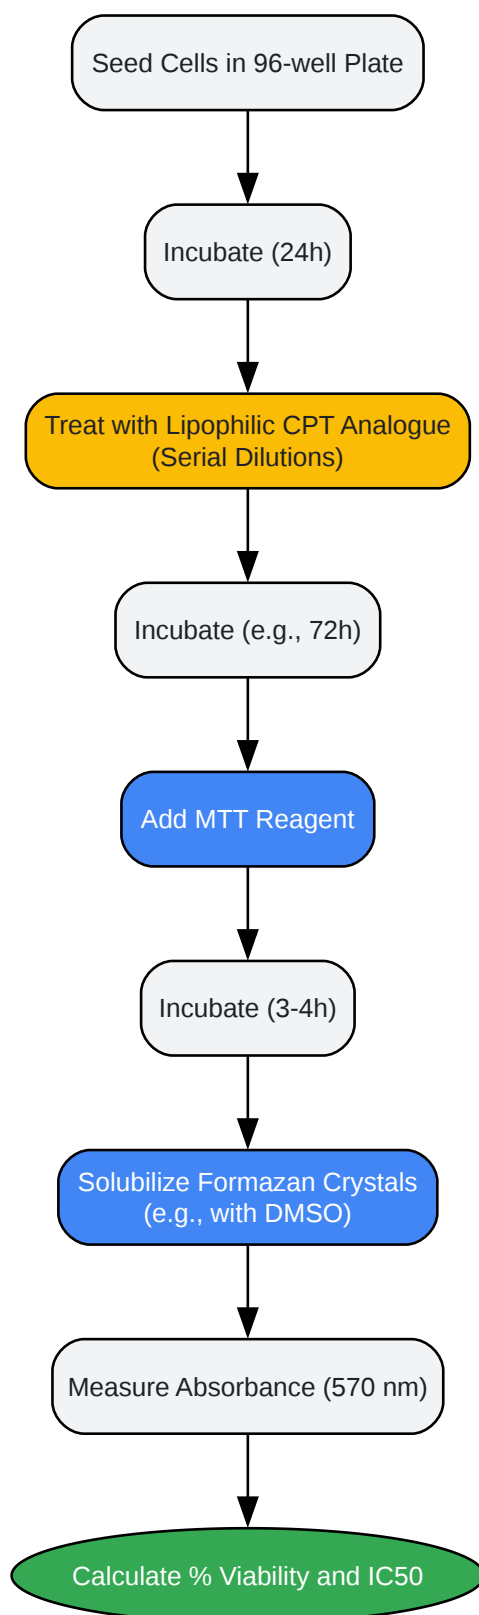 Seed Cells in 96-well Plate
Incubate (24h)
Treat with Lipophilic CPT Analogue
(Serial Dilutions)
Incubate (e.g., 72h)
Add MTT Reagent
Incubate (3-4h)
Solubilize Formazan Crystals
(e.g., with DMSO)
Measure Absorbance (570 nm)
Calculate % Viability and IC50